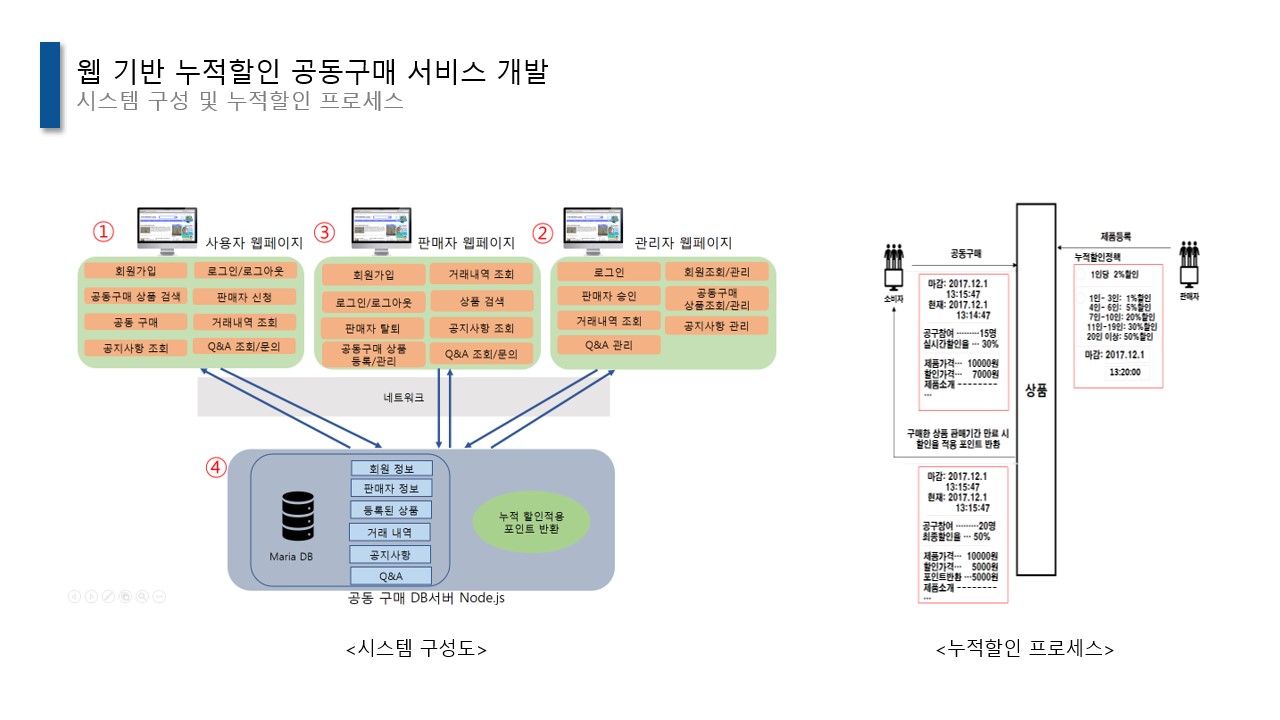 웹 기반 누적할인 공동구매 서비스 개발
시스템 구성 및 누적할인 프로세스
①
사용자 웹페이지
회원가입
로그인/로그아웃
공동구매 상품 검색
판매자 신청
공동 구매
거래내역 조회
공지사항 조회
Q&A 조회/문의
③
판매자 웹페이지
회원가입
거래내역 조회
로그인/로그아웃
상품 검색
판매자 탈퇴
공지사항 조회
공동구매 상품
등록/관리
Q&A 조회/문의
②
관리자 웹페이지
로그인
회원조회/관리
판매자 승인
공동구매
상품조회/관리
거래내역 조회
공지사항 관리
Q&A 관리
네트워크
④
Maria DB
회원 정보
판매자 정보
등록된 상품
거래 내역
공지사항
Q&A
누적 할인적용
포인트 반환
공동 구매 DB서버 Node.js
<시스템 구성도>
소비자
공동구매
마감: 2017.12.1
13:15:47
현재: 2017.12.1
13:14:47
공구참여 ---------15명
실시간할인율 --- 30%
제품가격--- 10000원
할인가격--- 7000원
제품소개 --------
---
구매한 상품 판매기간 만료 시
할인율 적용 포인트 반환
마감: 2017.12.1
13:15:47
현재: 2017.12.1
13:15:47
공구참여 ---------20명
최종할인율 --- 50%
제품가격--- 10000원
할인가격--- 5000원
포인트반환 ---5000원
제품소개 --------
---
상품
제품등록
판매자
누적할인정책
1인당 2%할인
1인- 3인: 1%할인
4인- 6인: 5%할인
7인-10인: 20%할인
11인-19인: 30%할인
20인 이상: 50%할인
마감: 2017.12.1
13:20:00
<누적할인 프로세스>